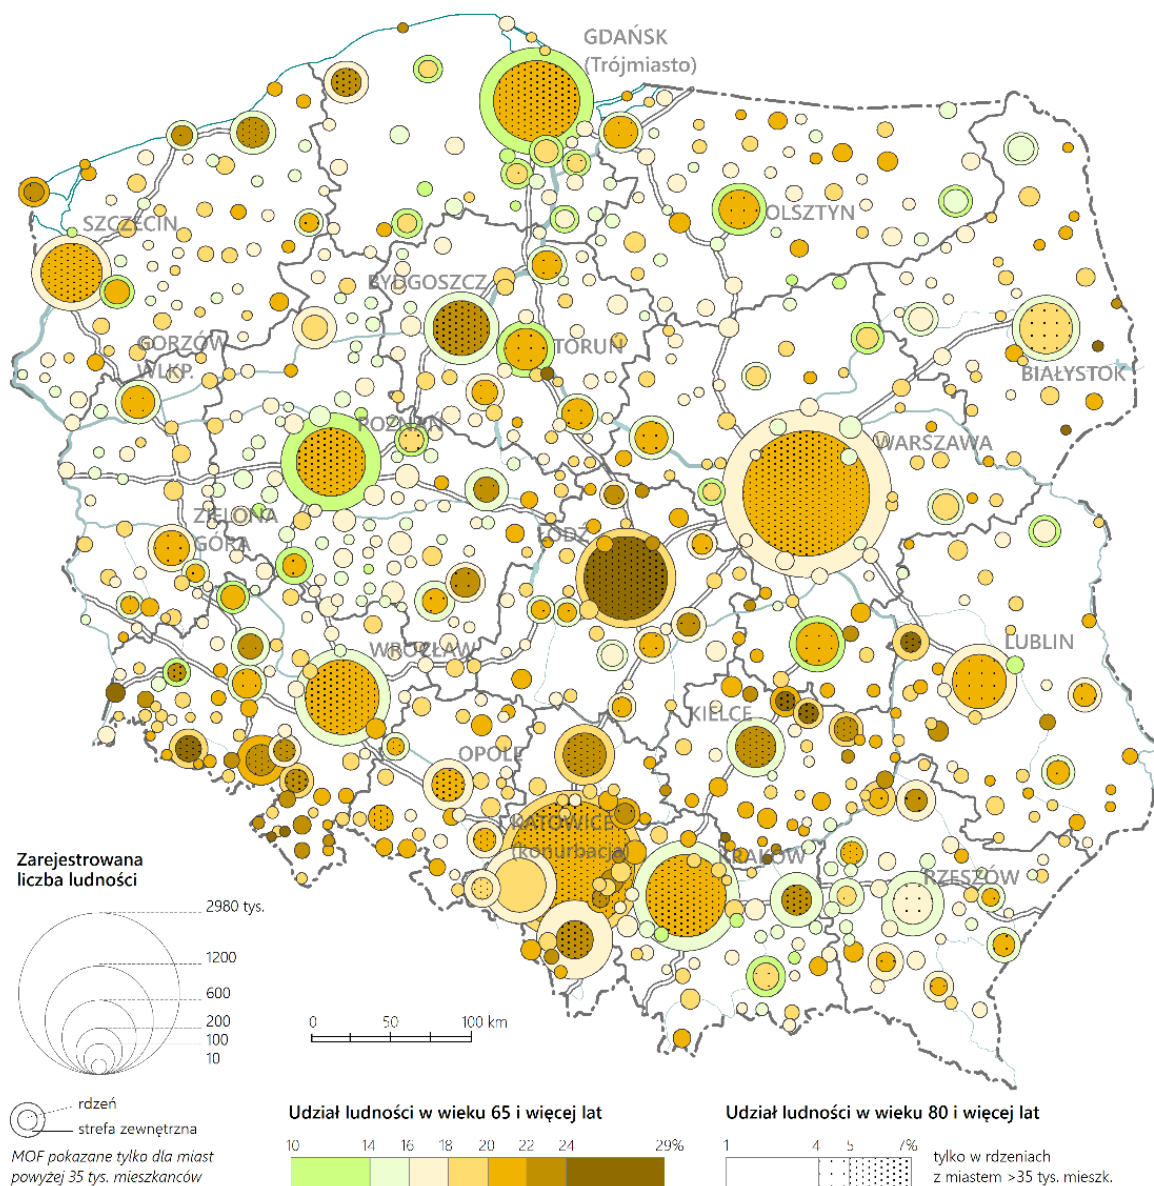 GDAŃSK
(Trójmiasto)
SZCZECIN
OLSZTYN
BYDGOSZCZ
GORZÓW
WLKP.
TORUŃ
BIAŁYSTOK
POZNAŃ
WARSZAWA
ZIELONA
GÓRA
ŁÓDŹ
WROCŁAW
LUBLIN
KIELCE
OPOLE
KATOWICE
(konurbacja)
KRAKÓW
RZESZÓW
Zarejestrowana
liczba ludności
2980 tys.
1200
600
200
100
10
0 50 100 km
rdzeń
strefa zewnętrzna
MOF pokazane tylko dla miast
powyżej 35 tys. mieszkańców
Udział ludności w wieku 65 i więcej lat
10 14 16 18 20 22 24 29%
Udział ludności w wieku 80 i więcej lat
1 4 5 7%
tylko w rdzeniach
z miastem >35 tys. mieszk.